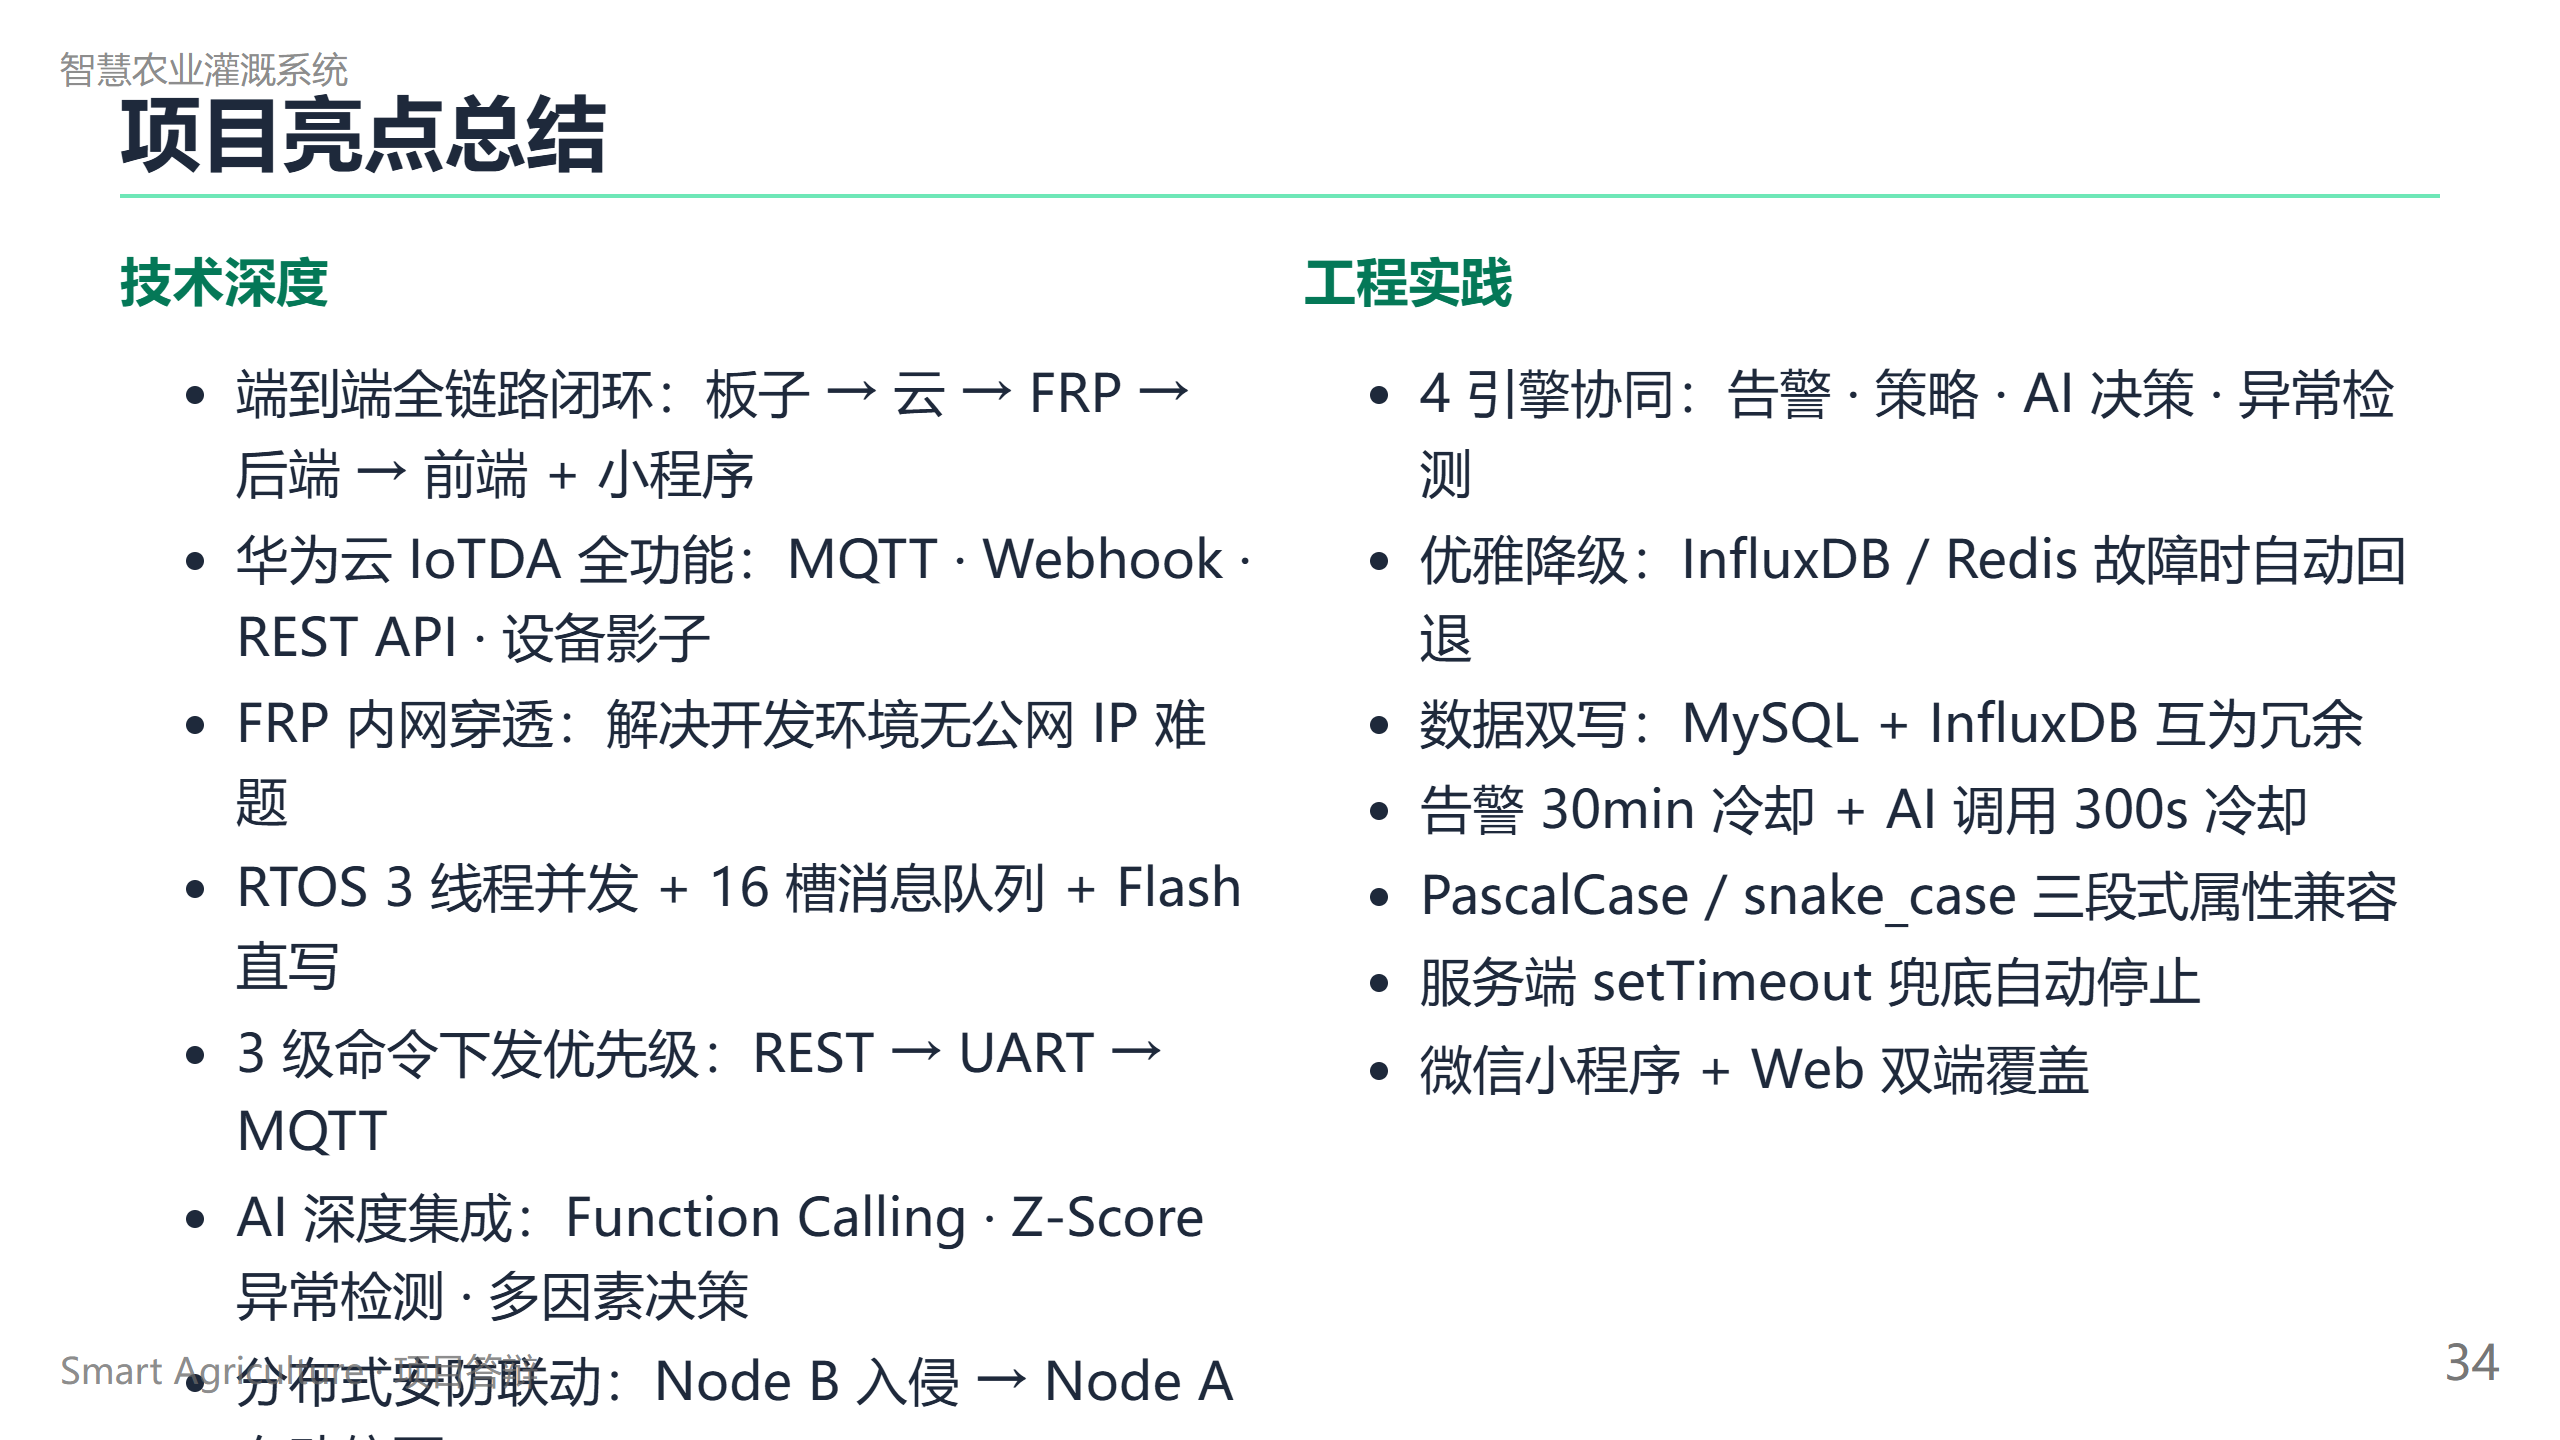 智慧农业灌溉系统
项目亮点总结
技术深度
• 端到端全链路闭环：板子 → 云 → FRP →
后端 → 前端 + 小程序
• 华为云 IoTDA 全功能：MQTT · Webhook ·
REST API · 设备影子
• FRP 内网穿透：解决开发环境无公网 IP 难
题
• RTOS 3 线程并发 + 16 槽消息队列 + Flash
直写
• 3 级命令下发优先级：REST → UART →
MQTT
• AI 深度集成：Function Calling · Z-Score
异常检测 · 多因素决策
• 分布式安防联动：Node B 入侵 → Node A
工程实践
• 4 引擎协同：告警 · 策略 · AI 决策 · 异常检
测
• 优雅降级：InfluxDB / Redis 故障时自动回
退
• 数据双写：MySQL + InfluxDB 互为冗余
• 告警 30min 冷却 + AI 调用 300s 冷却
• PascalCase / snake_case 三段式属性兼容
• 服务端 setTimeout 兜底自动停止
• 微信小程序 + Web 双端覆盖
Smart Agriculture · 项目答辩
34